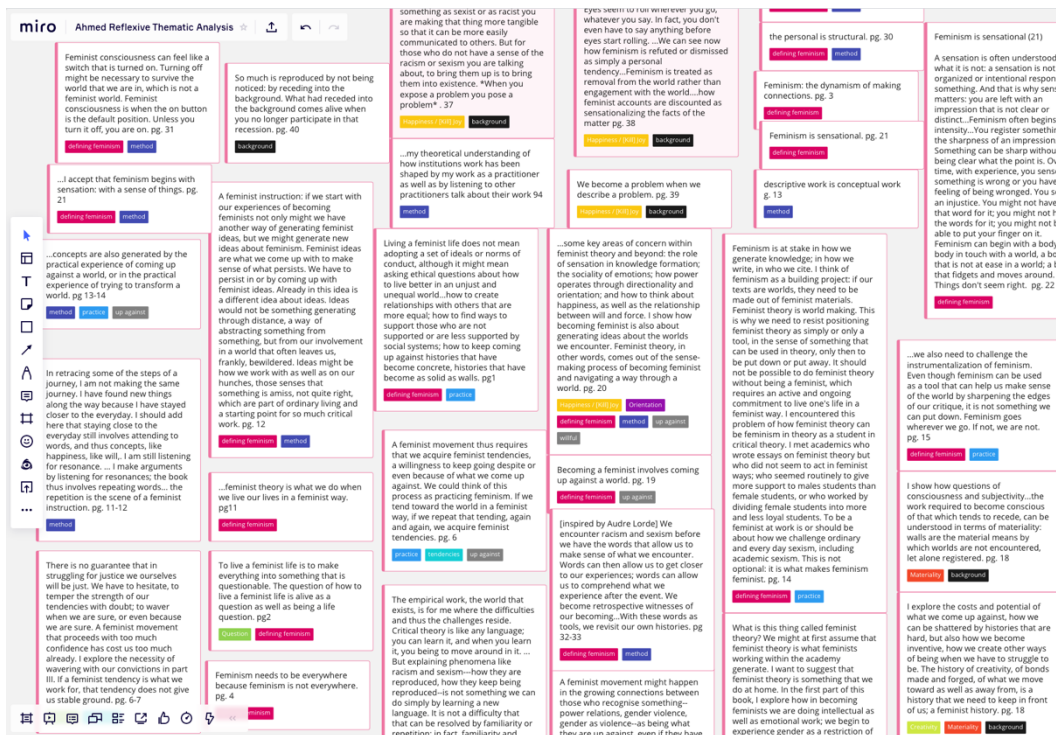 miro
Ahmed Reflexive Thematic Analysis
Feminist consciousness can feel like a
switch that is turned on. Turning off
might be necessary to survive the
world that we are in, which is not a
feminist world. Feminist
consciousness is when the on button
is the default position. Unless you
turn it off, you are on. pg. 31
defining feminism
method
So much is reproduced by not being
noticed: by receding into the
background. What had receded into
the background comes alive when
you no longer participate in that
recession. pg. 40
background
something as sexist or as racist you
are making that thing more tangible
so that it can be more easily
communicated to others. But for
those who do not have a sense of the
racism or sexism you are talking
about, to bring them up is to bring
them into existence. *When you
expose a problem you pose a
problem* . 37
Happiness / [Kill] Joy
background
Eyes seem to roll wherever you go,
whatever you say. In fact, you don't
even have to say anything before
eyes start rolling. ...We can see now
how feminism is refuted or dismissed
as simply a personal
tendency...Feminism is treated as
removal from the world rather than
engagement with the world....how
feminist accounts are discounted as
sensationalizing the facts of the
matter pg. 38
Happiness / [Kill] Joy
background
defining feminism
method
the personal is structural. pg. 30
defining feminism
method
Feminism: the dynamism of making
connections. pg. 3
defining feminism
Feminism is sensational, pg. 21
defining feminism
descriptive work is conceptual work
g. 13
defining feminism
method
Feminism is sensational (21)
A sensation is often understood
what it is not: a sensation is not
organized or intentional respon
something. And that is why sens
matters: you are left with an
impression that is not clear or
distinct...Feminism often begins
intensity...You register somethi
the sharpness of an impression
Something can be sharp withou
being clear what the point is. Ov
time, with experience, you sens
something is wrong or you have
feeling of being wronged. You se
an injustice. You might not have
that word for it; you might not h
the words for it; you might not b
able to put your finger on it.
Feminism can begin with a body
body in touch with a world, a bo
that is not at ease in a world; a b
that fidgets and moves around.
Things don't seem right. pg. 22
defining feminism
...I accept that feminism begins with
sensation: with a sense of things. pg.
21
defining feminism
method
...my theoretical understanding of
how institutions work has been
shaped by my work as a practitioner
as well as by listening to other
practitioners talk about their work 94
method
We become a problem when we
describe a problem. pg. 39
Happiness / [Kill] Joy
background
...concepts are also generated by the
practical experience of coming up
against a world, or in the practical
experience of trying to transform a
world. pg 13-14
method
practice
up against
A feminist instruction: if we start with
our experiences of becoming
feminists not only might we have
another way of generating feminist
ideas, but we might generate new
ideas about feminism. Feminist ideas
are what we come up with to make
sense of what persists. We have to
persist in or by coming up with
feminist ideas. Already in this idea is
a different idea about ideas. Ideas
would not be something generated
through distance, a way of
abstracting something from
something, but from our involvement
in a world that often leaves us,
frankly, bewildered. Ideas might be
how we work with as well as on our
hunches, those senses that
something is amiss, not quite right,
which are part of ordinary living and
a starting point for so much critical
work. pg. 12
defining feminism
method
Living a feminist life does not mean
adopting a set of ideals or norms of
conduct, although it might mean
asking ethical questions about how
to live better in an unjust and
unequal world...how to create
relationships with others that are
more equal; how to find ways to
support those who are not
supported or are less supported by
social systems; how to keep coming
up against histories that have
become concrete, histories that have
become as solid as walls. pg1
defining feminism
practice
...some key areas of concern within
feminist theory and beyond: the role
of sensation in knowledge formation;
the sociality of emotions; how power
operates through directionality and
orientation; and how to think about
happiness, as well as the relationship
between will and force. I show how
becoming feminist is also about
generating ideas about the worlds
we encounter. Feminist theory, in
other words, comes out of the sense-
making process of becoming feminist
and navigating a way through a
world. pg. 20
Happiness / [Kill] Joy
Orientation
defining feminism
method
up against
willful
Feminism is at stake in how we
generate knowledge; in how we
write, in who we cite. I think of
feminism as a building project: if our
texts are worlds, they need to be
made out of feminist materials.
Feminist theory is world making. This
is why we need to resist positioning
feminist theory as simply or only a
tool, in the sense of something that
can be used in theory, only then to
be put down or put away. It should
not be possible to do feminist theory
without being a feminist, which
requires an active and ongoing
commitment to live one's life in a
feminist way. I encountered this
problem of how feminist theory can
be feminism in theory as a student in
critical theory. I met academics who
wrote essays on feminist theory but
who did not seem to act in feminist
ways; who seemed routinely to give
more support to males students than
female students, or who worked by
dividing female students into more
and less loyal students. To be a
feminist at work is or should be
about how we challenge ordinary
and every day sexism, including
academic sexism. This is not
optional: it is what makes feminism
feminist. pg. 14
defining feminism
practice
...we also need to challenge the
instrumentalization of feminism.
Even though feminism can be used
as a tool that can help us make sense
of the world by sharpening the edges
of our critique, it is not something we
can put down. Feminism goes
wherever we go. If not, we are not.
pg. 15
defining feminism
practice
In retracing some of the steps of a
journey, I am not making the same
journey. I have found new things
along the way because I have stayed
closer to the everyday. I should add
here that staying close to the
everyday still involves attending to
words, and thus concepts, like
happiness, like will,. I am still listening
for resonance. ... I make arguments
by listening for resonances; the book
thus involves repeating words... the
repetition is the scene of a feminist
instruction. pg. 11-12
method
A feminist movement thus requires
that we acquire feminist tendencies,
a willingness to keep going despite or
even because of what we come up
against. We could think of this
process as practicing feminism. If we
tend toward the world in a feminist
way, if we repeat that tending, again
and again, we acquire feminist
tendencies. pg. 6
practice
tendencies
up against
Becoming a feminist involves coming
up against a world. pg. 19
defining feminism
up against
...feminist theory is what we do when
we live our lives in a feminist way.
pg11
defining feminism
method
I show how questions of
consciousness and subjectivity...the
work required to become conscious
of that which tends to recede, can be
understood in terms of materiality:
walls are the material means by
which worlds are not encountered,
let alone registered. pg. 18
Materiality
background
[inspired by Audre Lorde] We
encounter racism and sexism before
we have the words that allow us to
make sense of what we encounter.
Words can then allow us to get closer
to our experiences; words can allow
us to comprehend what we
experience after the event. We
become retrospective witnesses of
our becoming...With these words as
tools, we revisit our own histories. pg
32-33
defining feminism
method
There is no guarantee that in
struggling for justice we ourselves
will be just. We have to hesitate, to
temper the strength of our
tendencies with doubt; to waver
when we are sure, or even because
we are sure. A feminist movement
that proceeds with too much
confidence has cost us too much
already. I explore the necessity of
wavering with our convictions in part
III. If a feminist tendency is what we
work for, that tendency does not give
us stable ground. pg. 6-7
To live a feminist life is to make
everything into something that is
questionable. The question of how to
live a feminist life is alive as a
question as well as being a life
question. pg2
Question
defining feminism
Feminism needs to be everywhere
because feminism is not everywhere.
pg. 4
minism
The empirical work, the world that
exists, is for me where the difficulties
and thus the challenges reside.
Critical theory is like any language;
you can learn it, and when you learn
it, you being to move around in it. ...
But explaining phenomena like
racism and sexism---how they are
reproduced, how they keep being
reproduced--is not something we can
do simply by learning a new
language. It is not a difficulty that
that can be resolved by familiarity or
repetition; in fact, familiarity and
A feminist movement might happen
in the growing connections between
those who recognise something--
power relations, gender violence,
gender as violence--as being what
they are up against, even if they have
What is this thing called feminist
theory? We might at first assume that
feminist theory is what feminists
working within the academy
generate. I want to suggest that
feminist theory is something that we
do at home. In the first part of this
book, I explore how in becoming
feminists we are doing intellectual as
well as emotional work; we begin to
experience gender as a restriction of
I explore the costs and potential of
what we come up against, how we
can be shattered by histories that are
hard, but also how we become
inventive, how we create other ways
of being when we have to struggle to
be. The history of creativity, of bonds
made and forged, of what we move
toward as well as away from, is a
history that we need to keep in front
of us; a feminist history. pg. 18
Creativity
Materiality
background